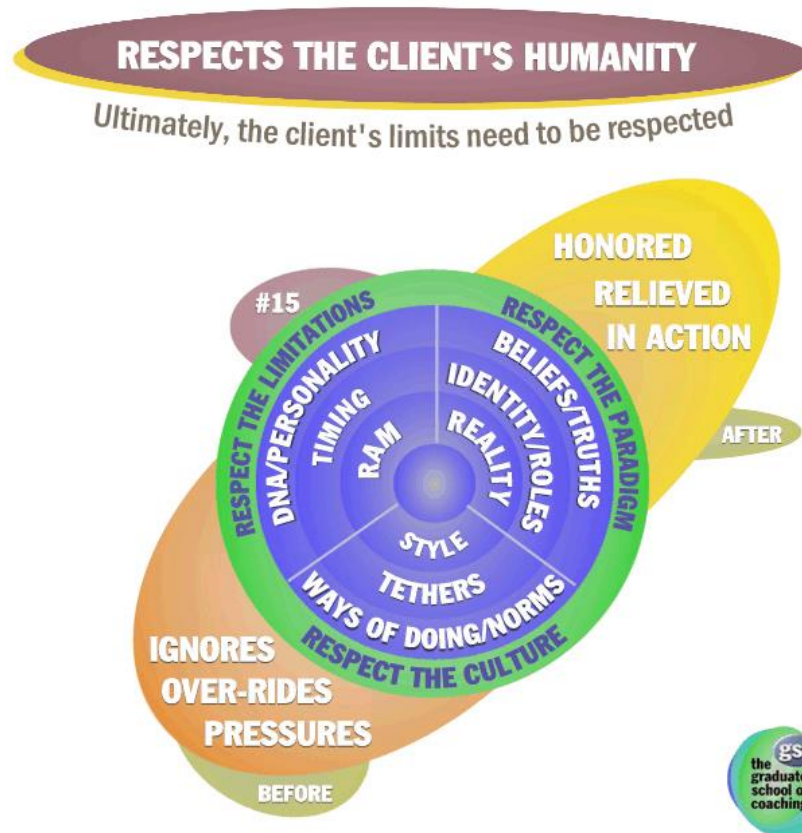 RESPECTS THE CLIENT'S HUMANITY
Ultimately, the client's limits need to be respected
HONORED
RELIEVED
IN ACTION
AFTER
#15
RESPECT THE LIMITATIONS
DNA/PERSONALITY
TIMING
RAM
RESPECT THE PARADIGM
BELIEFS/TRUTHS
IDENTITY/ROLES
REALITY
STYLE
TETHERS
WAYS OF DOING/NORMS
RESPECT THE CULTURE
IGNORES
OVER-RIDES
PRESSURES
BEFORE
gs
the
graduate
school o
coaching